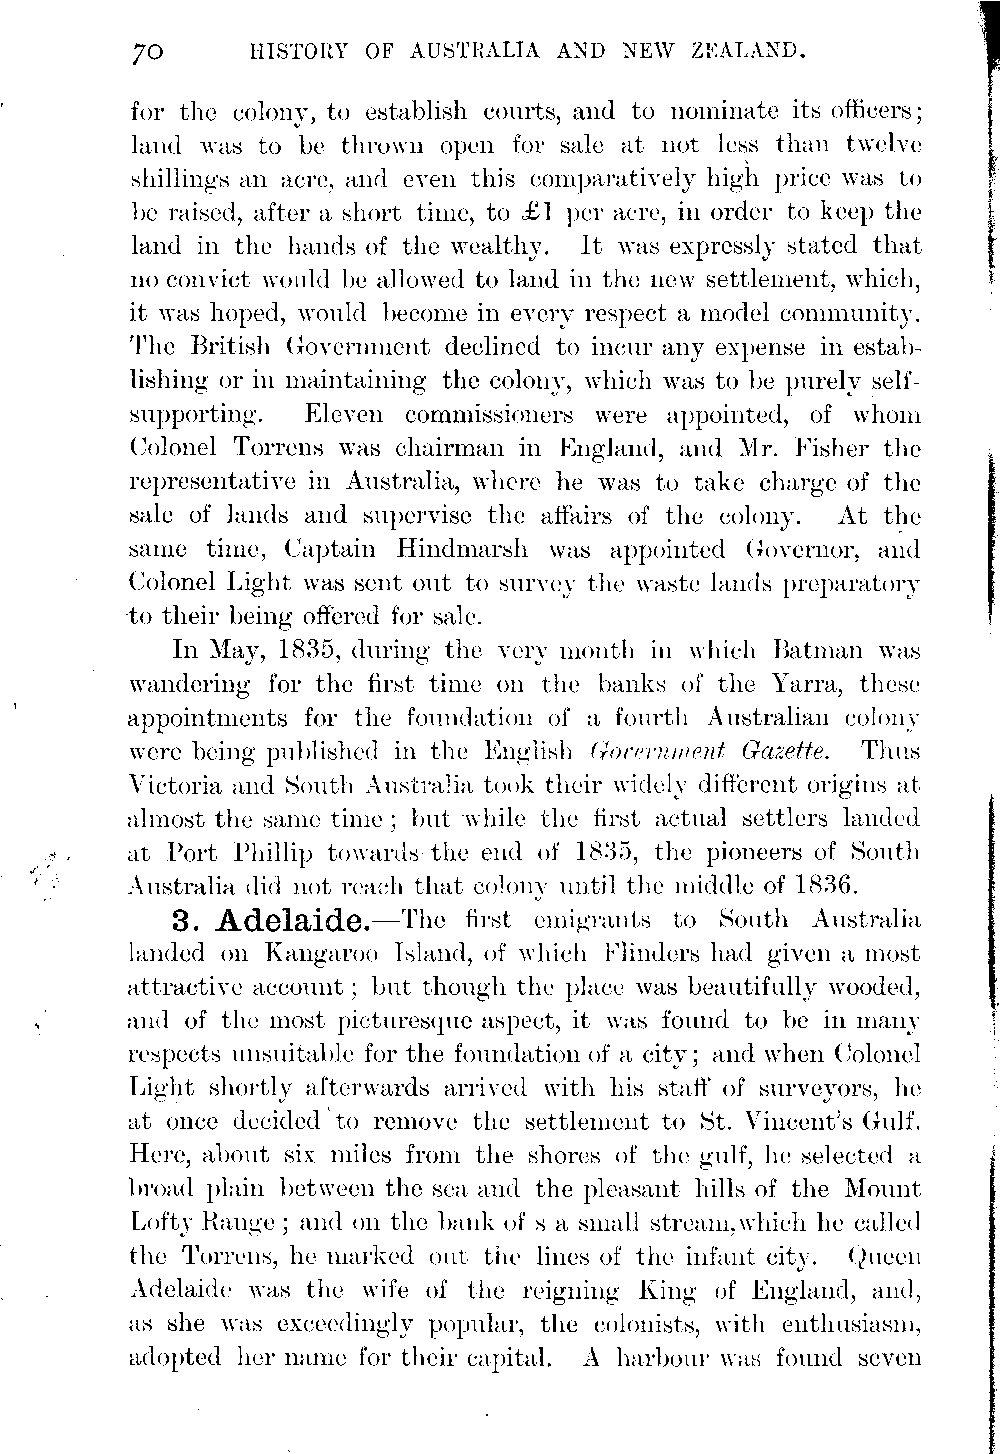 70 HISTORY OF AUSTRALIA AND NEW ZEALAND.
for the colony, to establish courts, and to nominate its officers;
land was to be thrown open for sale at not less than twelve
shillings an acre, and even this comparatively high price was to
be raised, after a short time, to £1 per acre, in order to keep the
land in the hands of the wealthy. It was expressly stated that
no convict would be allowed to land in the new settlement, which,
it was hoped, would become in every respect a model community.
The British Government declined to incur any expense in estab-
lishing or in maintaining the colony, which was to be purely self-
supporting. Eleven commissioners were appointed, of whom
Colonel Torrens was chairman in England, and Mr. Fisher the
representative in Australia, where he was to take charge of the
sale of lands and supervise the affairs of the colony. At the
same time, Captain Hindmarsh was appointed Governor, and
Colonel Light was sent out to survey the waste lands preparatory
to their being offered for sale.
In May, 1835, during the very month in which Batman was
wandering for the first time on the banks of the Yarra, these
appointments for the foundation of a fourth Australian colony
were being published in the English Government Gazette. Thus
Victoria and South Australia took their widely different origins at
almost the same time; but while the first actual settlers landed
at Port Phillip towards the end of 1835, the pioneers of South
Australia did not reach that colony until the middle of 1836.
3. Adelaide.—The first emigrants to South Australia
landed on Kangaroo Island, of which Flinders had given a most
attractive account; but though the place was beautifully wooded,
and of the most picturesque aspect, it was found to be in many
respects unsuitable for the foundation of a city; and when Colonel
Light shortly afterwards arrived with his staff of surveyors, he
at once decided to remove the settlement to St. Vincent's Gulf.
Here, about six miles from the shores of the gulf, he selected a
broad plain between the sea and the pleasant hills of the Mount
Lofty Range; and on the bank of s a small stream, which he called
the Torrens, he marked out the lines of the infant city. Queen
Adelaide was the wife of the reigning King of England, and,
as she was exceedingly popular, the colonists, with enthusiasm,
adopted her name for their capital. A harbour was found seven